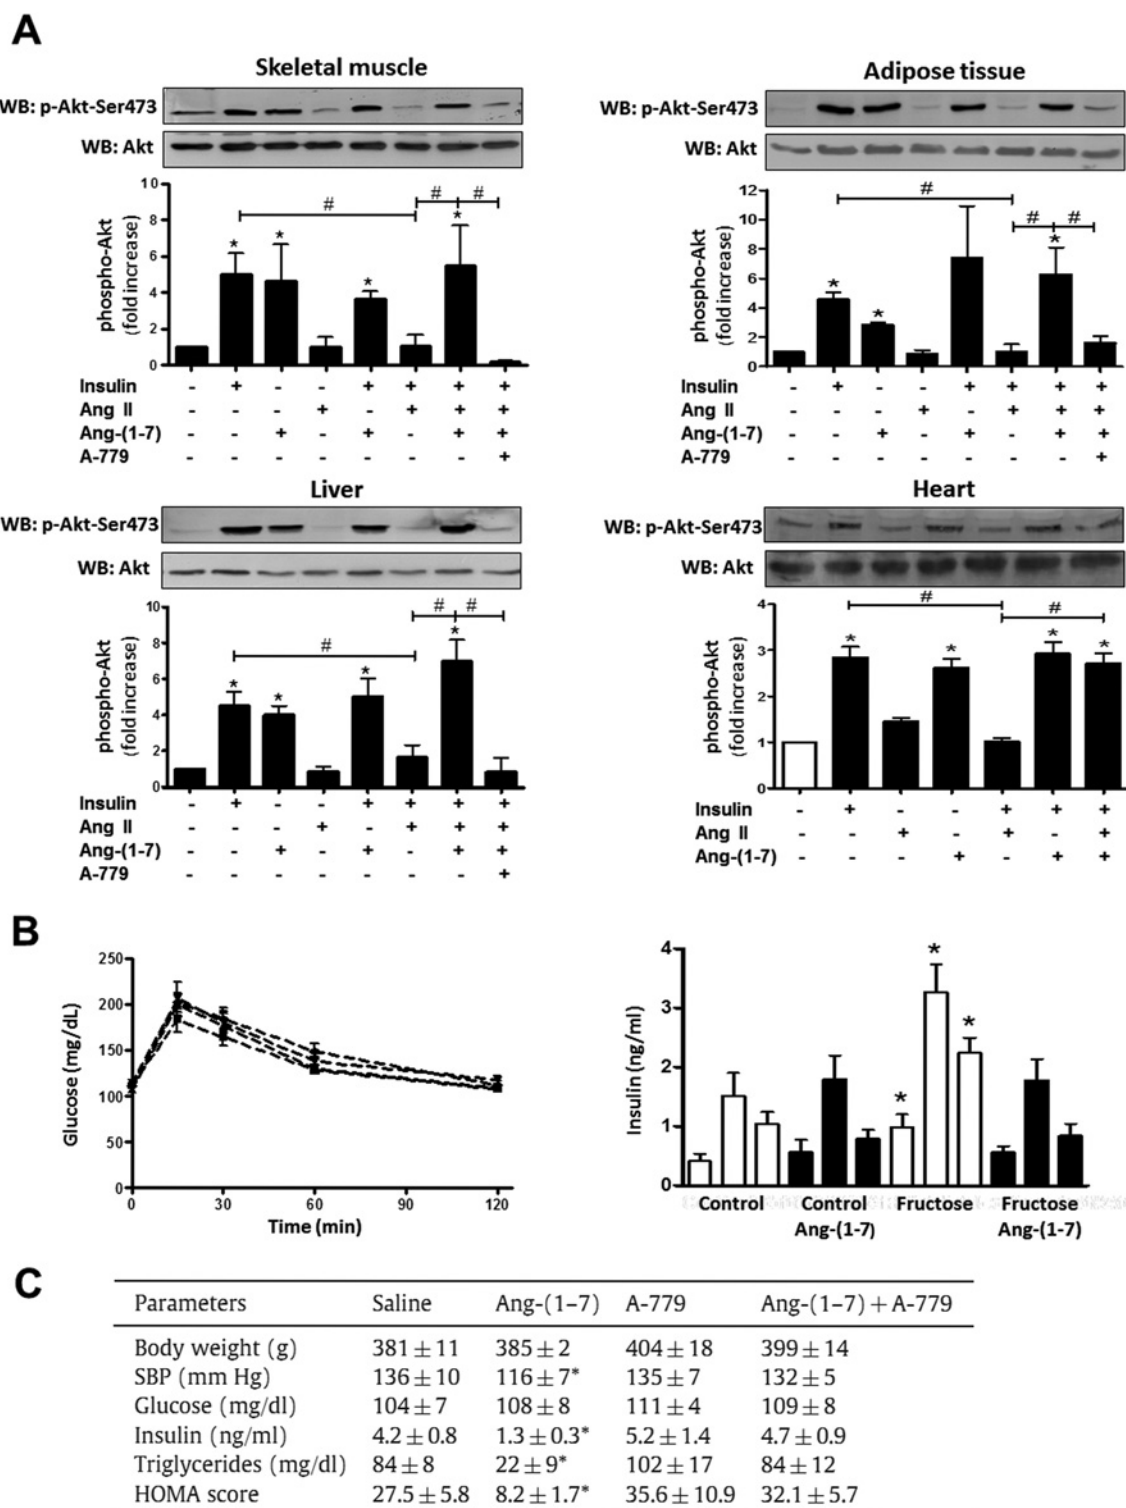 A
Skeletal muscle
WB: p-Akt-Ser473
WB: Akt
phospho-Akt
(fold increase)
10
8
6
4
2
0
# # #
* * * *
Insulin - + - - + + + +
Ang II - - - + - + + +
Ang-(1-7) - - + - + - + +
A-779 - - - - - - - +
Adipose tissue
WB: p-Akt-Ser473
WB: Akt
phospho-Akt
(fold increase)
12
10
8
6
4
2
0
# # #
* * *
Insulin - + - - + + + +
Ang II - - - + - + + +
Ang-(1-7) - - + - + - + +
A-779 - - - - - - - +
Liver
WB: p-Akt-Ser473
WB: Akt
phospho-Akt
(fold increase)
10
8
6
4
2
0
# # #
* * * *
Insulin - + - - + + + +
Ang II - - - + - + + +
Ang-(1-7) - - + - + - + +
A-779 - - - - - - - +
Heart
WB: p-Akt-Ser473
WB: Akt
phospho-Akt
(fold increase)
4
3
2
1
0
# #
* * * *
Insulin - + - - + + +
Ang II - - + - + - +
Ang-(1-7) - - - + - + +
B
Glucose (mg/dL)
250
200
150
100
50
0
0 30 60 90 120
Time (min)
Insulin (ng/ml)
4
3
2
1
0
* * *
Control Control Fructose Fructose
Ang-(1-7) Ang-(1-7)
C
Parameters Saline Ang-(1–7) A-779 Ang-(1–7) + A-779
Body weight (g) 381 ± 11 385 ± 2 404 ± 18 399 ± 14
SBP (mm Hg) 136 ± 10 116 ± 7* 135 ± 7 132 ± 5
Glucose (mg/dl) 104 ± 7 108 ± 8 111 ± 4 109 ± 8
Insulin (ng/ml) 4.2 ± 0.8 1.3 ± 0.3* 5.2 ± 1.4 4.7 ± 0.9
Triglycerides (mg/dl) 84 ± 8 22 ± 9* 102 ± 17 84 ± 12
HOMA score 27.5 ± 5.8 8.2 ± 1.7* 35.6 ± 10.9 32.1 ± 5.7